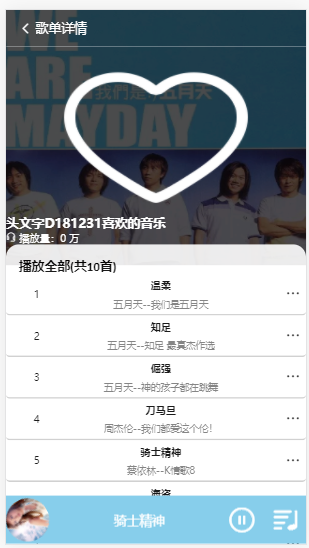 歌单详情
WE
ARE
我们是 五月天
MAYDAY
头文字D181231喜欢的音乐
播放量：0 万
播放全部(共10首)
1
温柔
五月天--我们是五月天
2
知足
五月天--知足 最真杰作选
3
倔强
五月天--神的孩子都在跳舞
4
刀马旦
周杰伦--我们都受这个伦！
5
骑士精神
蔡依林--K情歌8
海盗
骑士精神